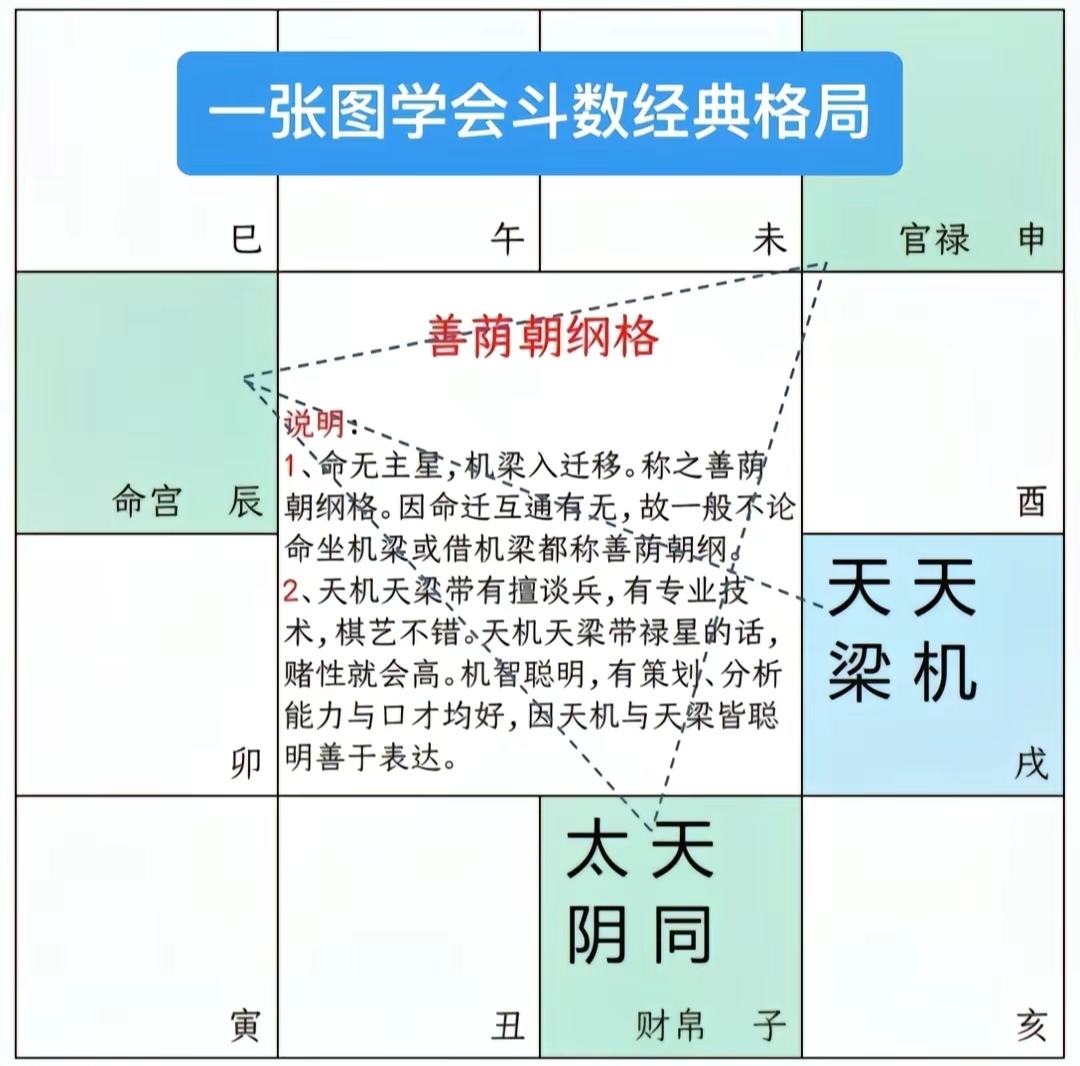 一张图学会斗数经典格局
巳
午
未
官禄 申
善荫朝纲格
命宫 辰
说明：
1、命无主星，机梁入迁移。称之善荫
朝纲格。因命迁互通有无，故一般不论
命坐机梁或借机梁都称善荫朝纲。
2、天机天梁带有擅谈兵，有专业技
术，棋艺不错。天机天梁带禄星的话，
赌性就会高。机智聪明，有策划、分析
能力与口才均好，因天机与天梁皆聪
明善于表达。
酉
天 天
梁 机
卯
戌
太 天
阴 同
寅
丑
财帛 子
亥